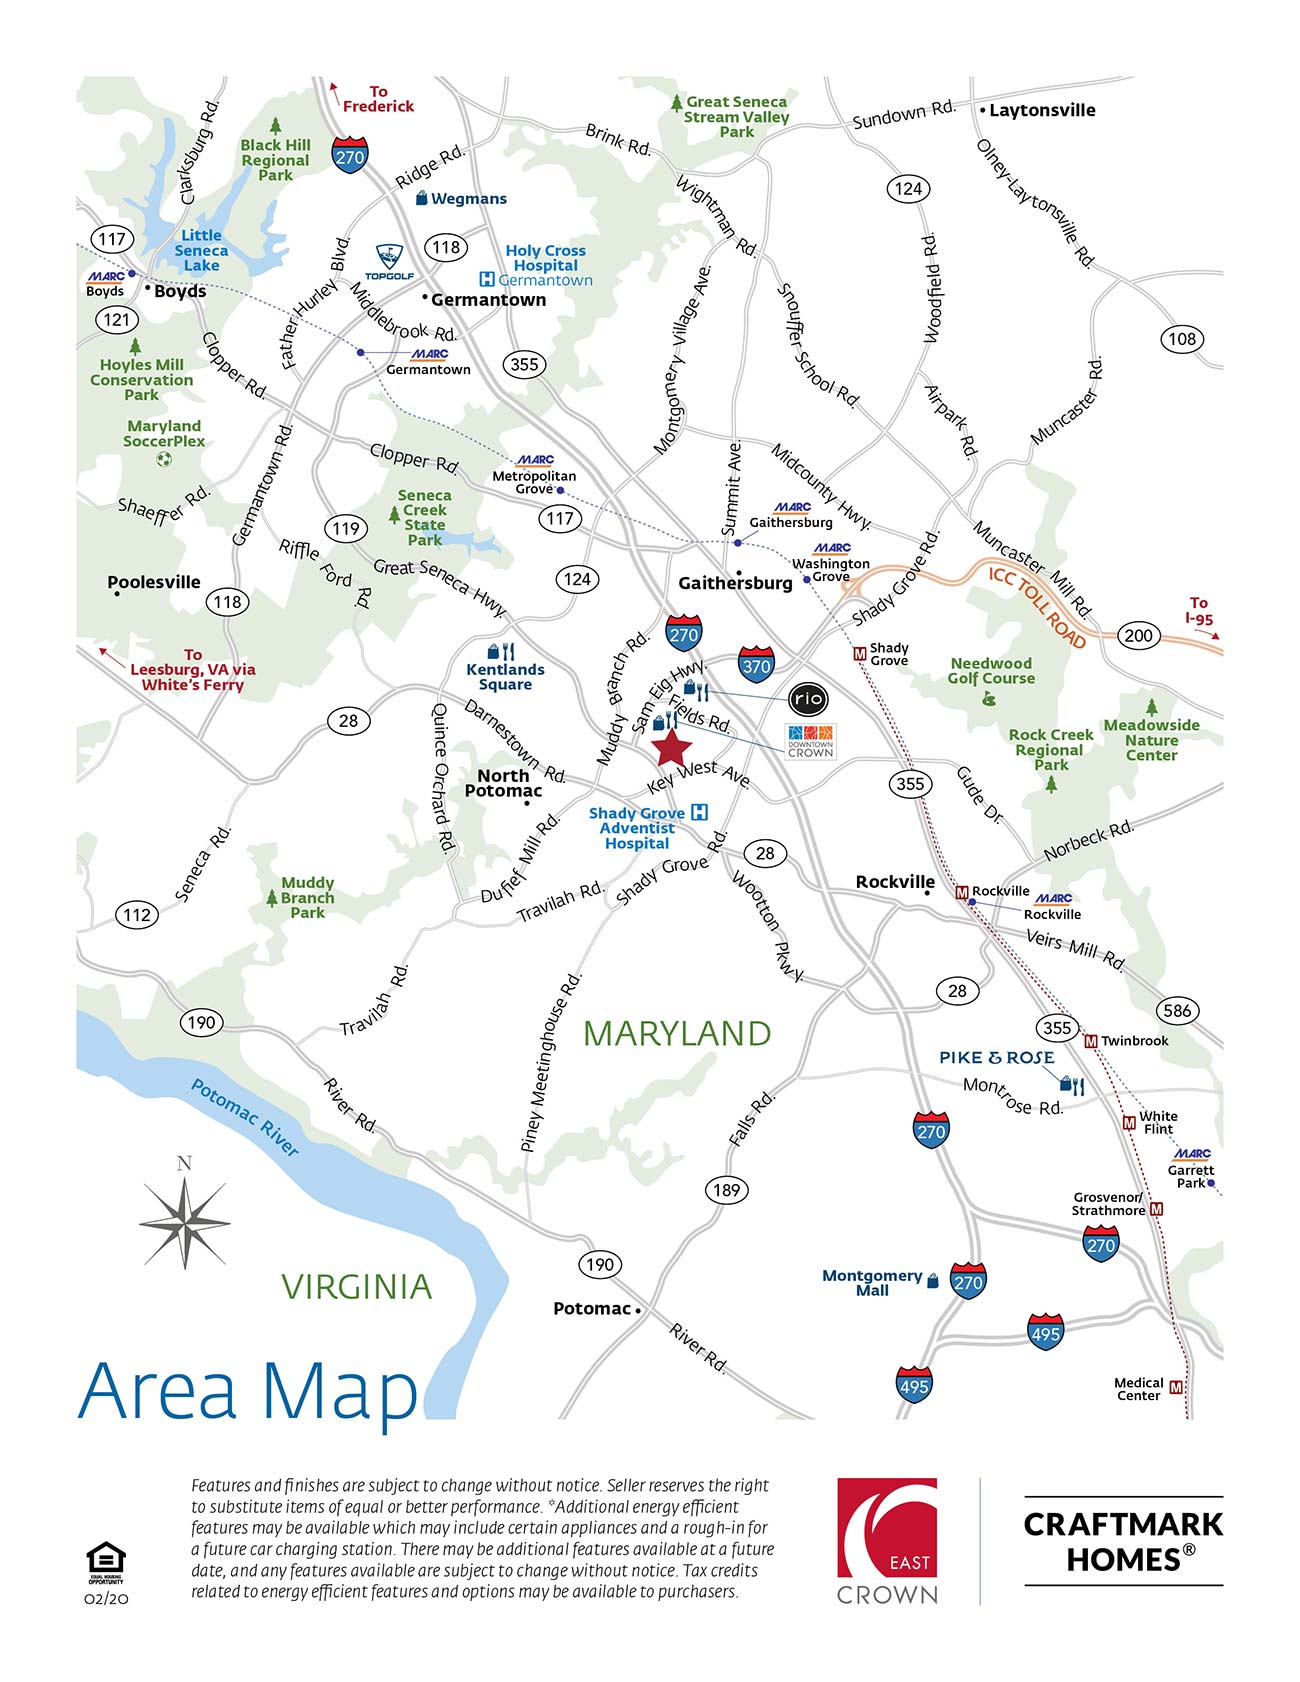 To
Frederick
Great Seneca
Stream Valley
Park
Sundown Rd.
Laytonsville
Clarksburg Rd.
Black Hill
Regional
Park
270
Ridge Rd.
Brink Rd.
Olney-Laytonsville Rd.
Wegmans
Wightman Rd.
124
117
Little
Seneca
Lake
Father Hurley Blvd.
TOPGOLF
118
Holy Cross
Hospital
H Germantown
Woodfield Rd.
MARC
Boyds
Boyds
Germantown
Montgomery Village Ave.
Snouffer School Rd.
121
Middlebrook Rd.
108
Hoyles Mill
Conservation
Park
Clopper Rd.
MARC
Germantown
355
Airpark Rd.
Muncaster Rd.
Maryland
SoccerPlex
Germantown Rd.
Clopper Rd.
MARC
Metropolitan
Grove
Summit Ave.
Midcounty Hwy.
Shaeffer Rd.
Seneca
Creek
State
Park
119
117
MARC
Gaithersburg
MARC
Washington
Grove
Muncaster Mill Rd.
Riffle Ford Rd.
Great Seneca Hwy.
124
Gaithersburg
Shady Grove Rd.
ICC TOLL ROAD
Poolesville
118
To
I-95
200
270
370
M Shady
Grove
To
Leesburg, VA via
White's Ferry
Kentlands
Square
Muddy Branch Rd.
Sam Eig Hwy.
Fields Rd.
rio
DOWNTOWN
CROWN
Needwood
Golf Course
28
Quince Orchard Rd.
Darnestown Rd.
Rock Creek
Regional
Park
Meadowside
Nature
Center
North
Potomac
Key West Ave.
355
Gude Dr.
Shady Grove H
Adventist
Hospital
Norbeck Rd.
Seneca Rd.
Dufief Mill Rd.
28
Rockville
Muddy
Branch
Park
Travilah Rd.
Shady Grove Rd.
Wootton Pkwy.
M Rockville
MARC
Rockville
112
Veirs Mill Rd.
Travilah Rd.
Piney Meetinghouse Rd.
28
586
190
MARYLAND
355
M Twinbrook
PIKE & ROSE
Montrose Rd.
Potomac River
River Rd.
Falls Rd.
270
M White
Flint
MARC
Garrett
Park
N
189
Grosvenor/
Strathmore M
270
190
VIRGINIA
Montgomery
Mall
270
Potomac
River Rd.
495
495
Medical
Center M
Area Map
Features and finishes are subject to change without notice. Seller reserves the right
to substitute items of equal or better performance. *Additional energy efficient
features may be available which may include certain appliances and a rough-in for
a future car charging station. There may be additional features available at a future
date, and any features available are subject to change without notice. Tax credits
related to energy efficient features and options may be available to purchasers.
EQUAL HOUSING
OPPORTUNITY
02/20
EAST
CROWN
CRAFTMARK
HOMES®